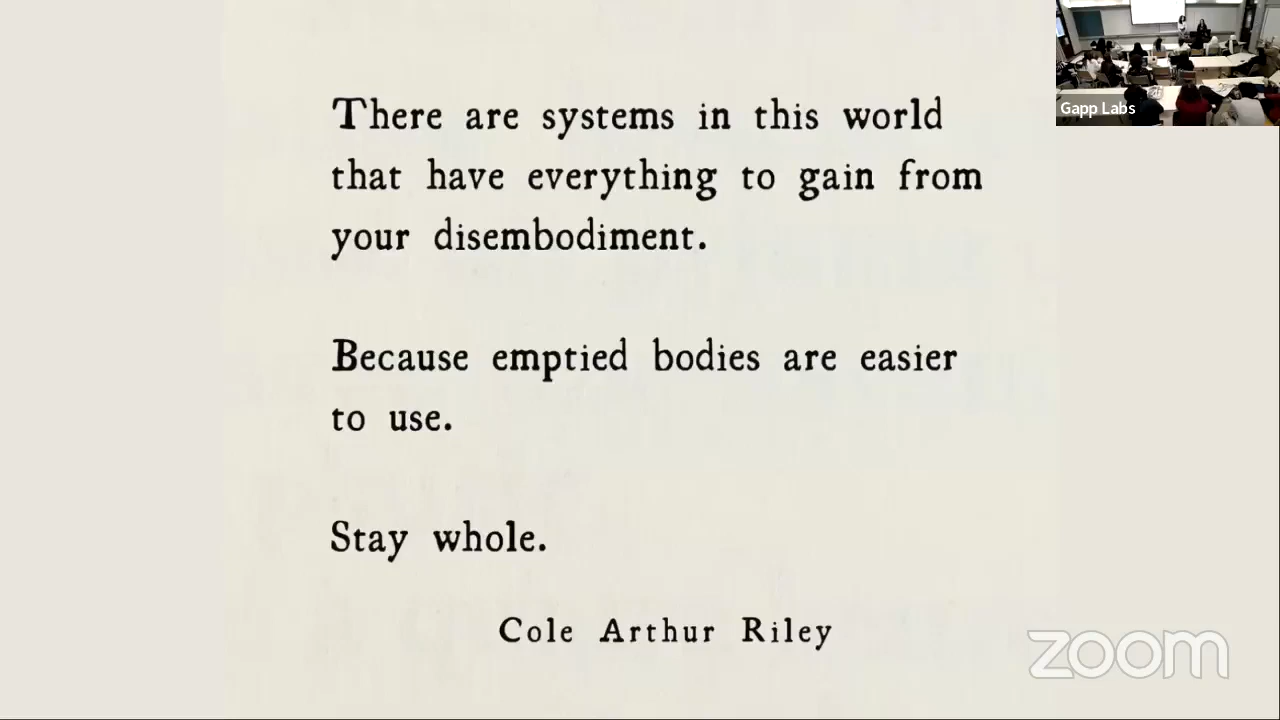 There are systems in this world
that have everything to gain from
your disembodiment.
Because emptied bodies are easier
to use.
Stay whole.
Cole Arthur Riley
Gapp Labs
zoom